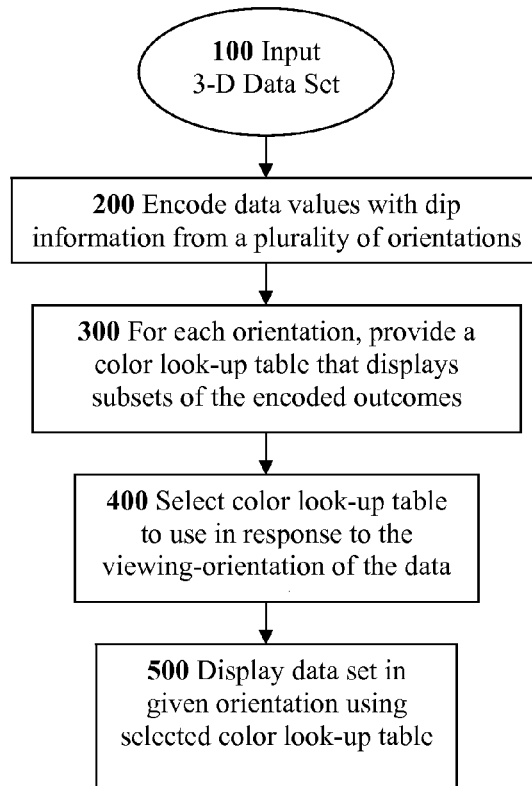 100 Input
3-D Data Set
200 Encode data values with dip
information from a plurality of orientations
300 For each orientation, provide a
color look-up table that displays
subsets of the encoded outcomes
400 Select color look-up table
to use in response to the
viewing-orientation of the data
500 Display data set in
given orientation using
selected color look-up table